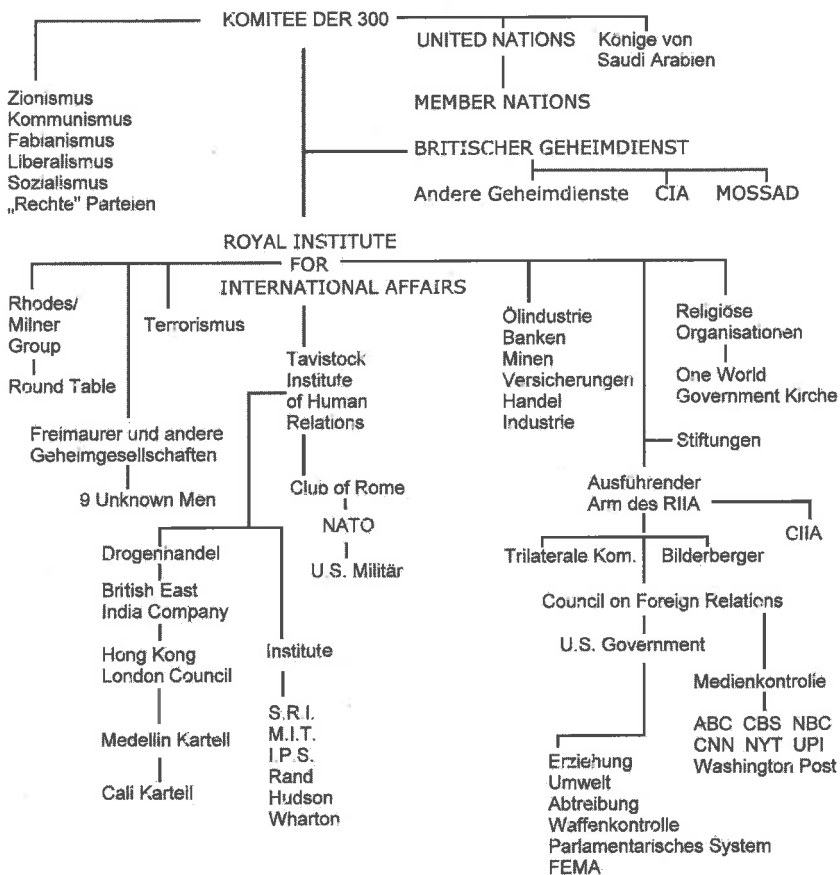 KOMITEE DER 300
UNITED NATIONS
Könige von
Saudi Arabien
MEMBER NATIONS
Zionismus
Kommunismus
Fabianismus
Liberalismus
Sozialismus
„Rechte" Parteien
BRITISCHER GEHEIMDIENST
Andere Geheimdienste
CIA
MOSSAD
ROYAL INSTITUTE
FOR
INTERNATIONAL AFFAIRS
Rhodes/
Milner
Group
Round Table
Terrorismus
Freimaurer und andere
Geheimgesellschaften
9 Unknown Men
Tavistock
Institute
of Human
Relations
Club of Rome
NATO
U.S. Militär
Drogenhandel
British East
India Company
Hong Kong
London Council
Medellin Kartell
Cali Kartell
Institute
S.R.I.
M.I.T.
I.P.S.
Rand
Hudson
Wharton
Ölindustrie
Banken
Minen
Versicherungen
Handel
Industrie
Religiöse
Organisationen
One World
Government Kirche
Stiftungen
Ausführender
Arm des RIIA
CIIA
Trilaterale Kom.
Bilderberger
Council on Foreign Relations
U.S. Government
Medienkontrolle
ABC CBS NBC
CNN NYT UPI
Washington Post
Erziehung
Umwelt
Abtreibung
Waffenkontrolle
Parlamentarisches System
FEMA